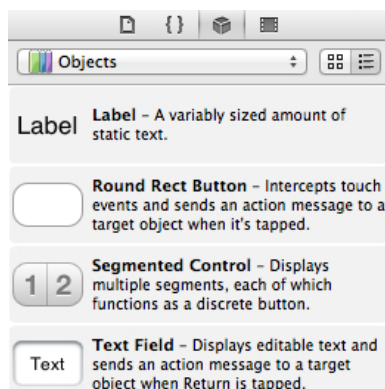 { }
Objects
Label
Label – A variably sized amount of
static text.
Round Rect Button – Intercepts touch
events and sends an action message to a
target object when it's tapped.
1 2
Segmented Control – Displays
multiple segments, each of which
functions as a discrete button.
Text
Text Field – Displays editable text and
sends an action message to a target
object when Return is tapped.